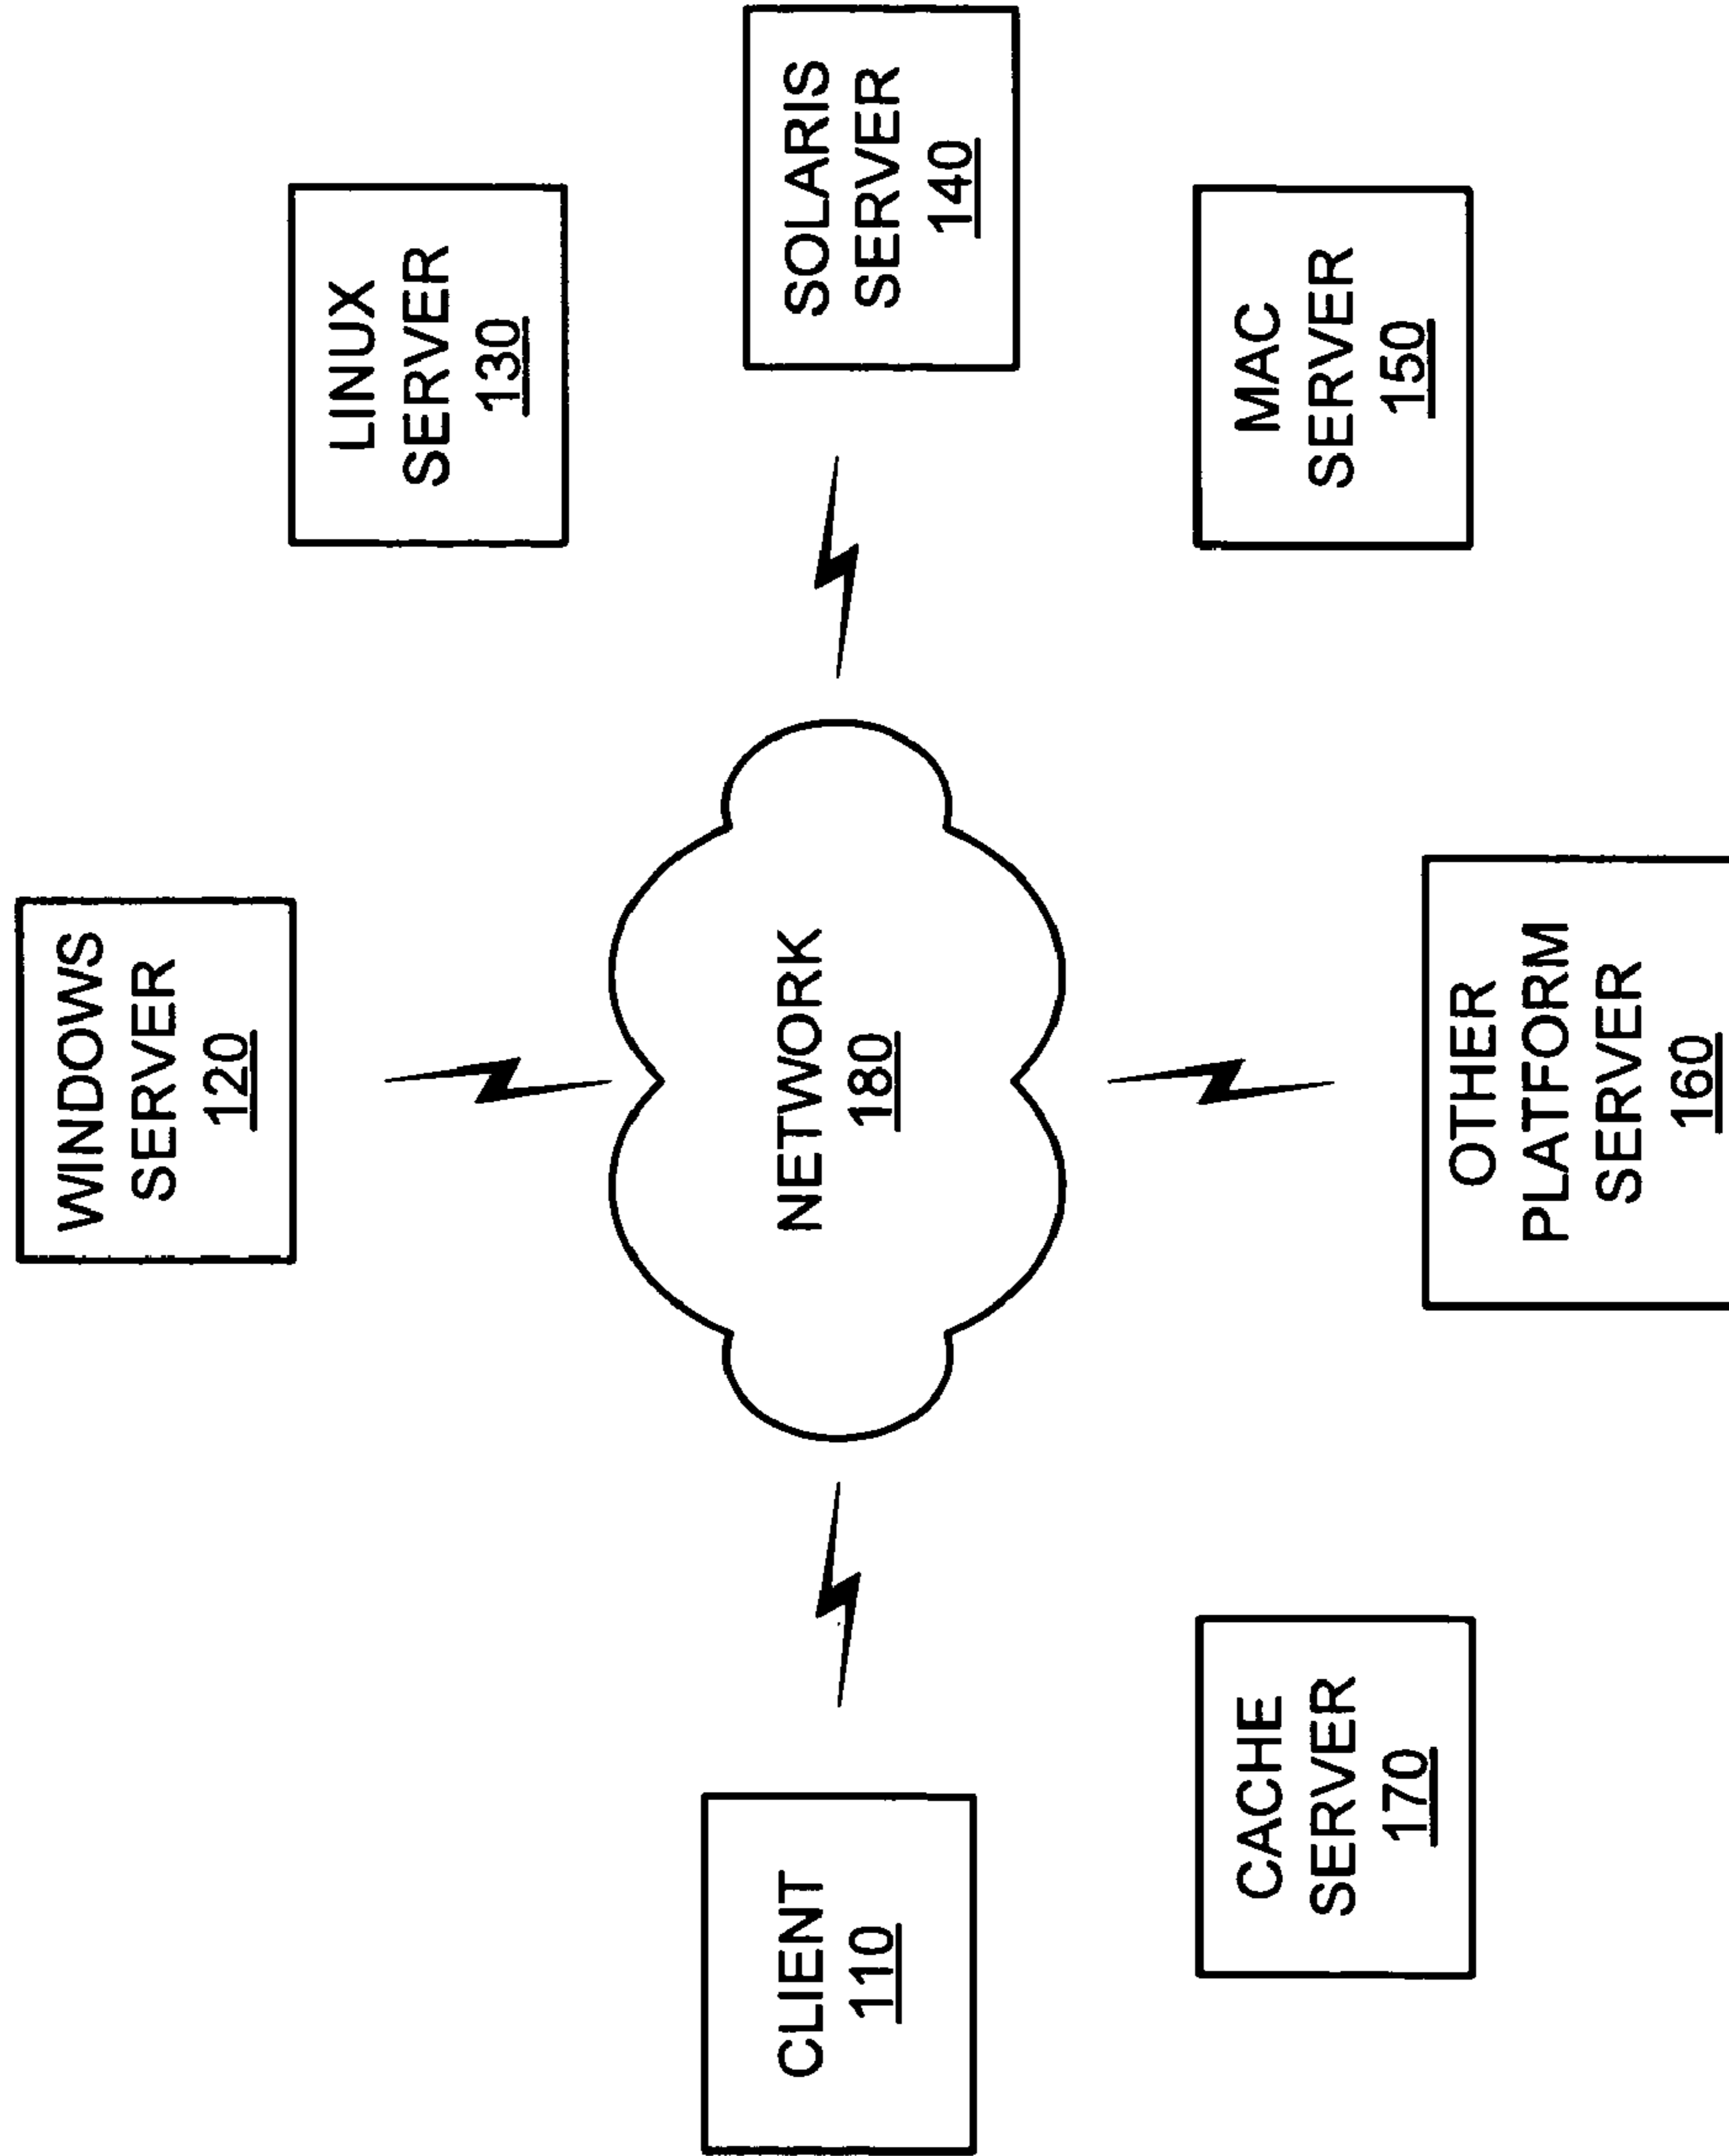 WINDOWS
SERVER
120
LINUX
SERVER
130
CLIENT
110
NETWORK
180
SOLARIS
SERVER
140
CACHE
SERVER
170
MAC
SERVER
150
OTHER
PLATFORM
SERVER
160